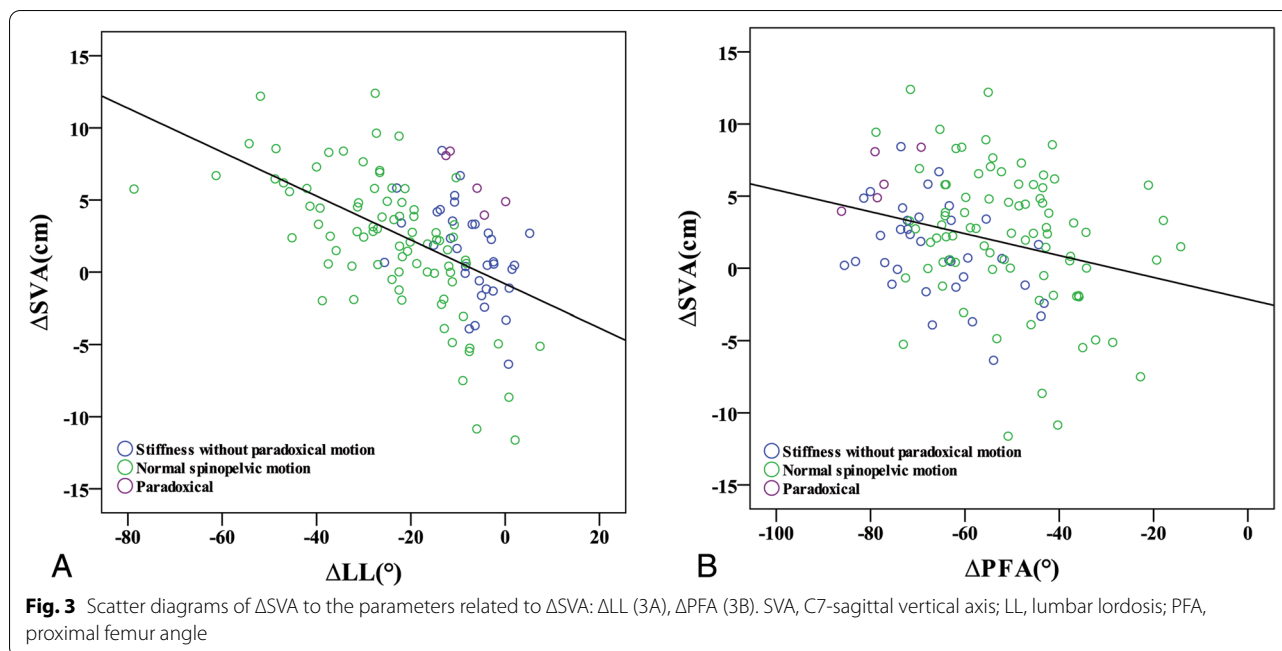 15
10
5
0
-5
-10
-15
ΔSVA(cm)
Stiffness without paradoxical motion
Normal spinopelvic motion
Paradoxical
-80 -60 -40 -20 0 20
A
ΔLL(°)
15
10
5
0
-5
-10
-15
ΔSVA(cm)
Stiffness without paradoxical motion
Normal spinopelvic motion
Paradoxical
-100 -80 -60 -40 -20 0
B
ΔPFA(°)
Fig. 3 Scatter diagrams of ΔSVA to the parameters related to ΔSVA: ΔLL (3A), ΔPFA (3B). SVA, C7-sagittal vertical axis; LL, lumbar lordosis; PFA,
proximal femur angle